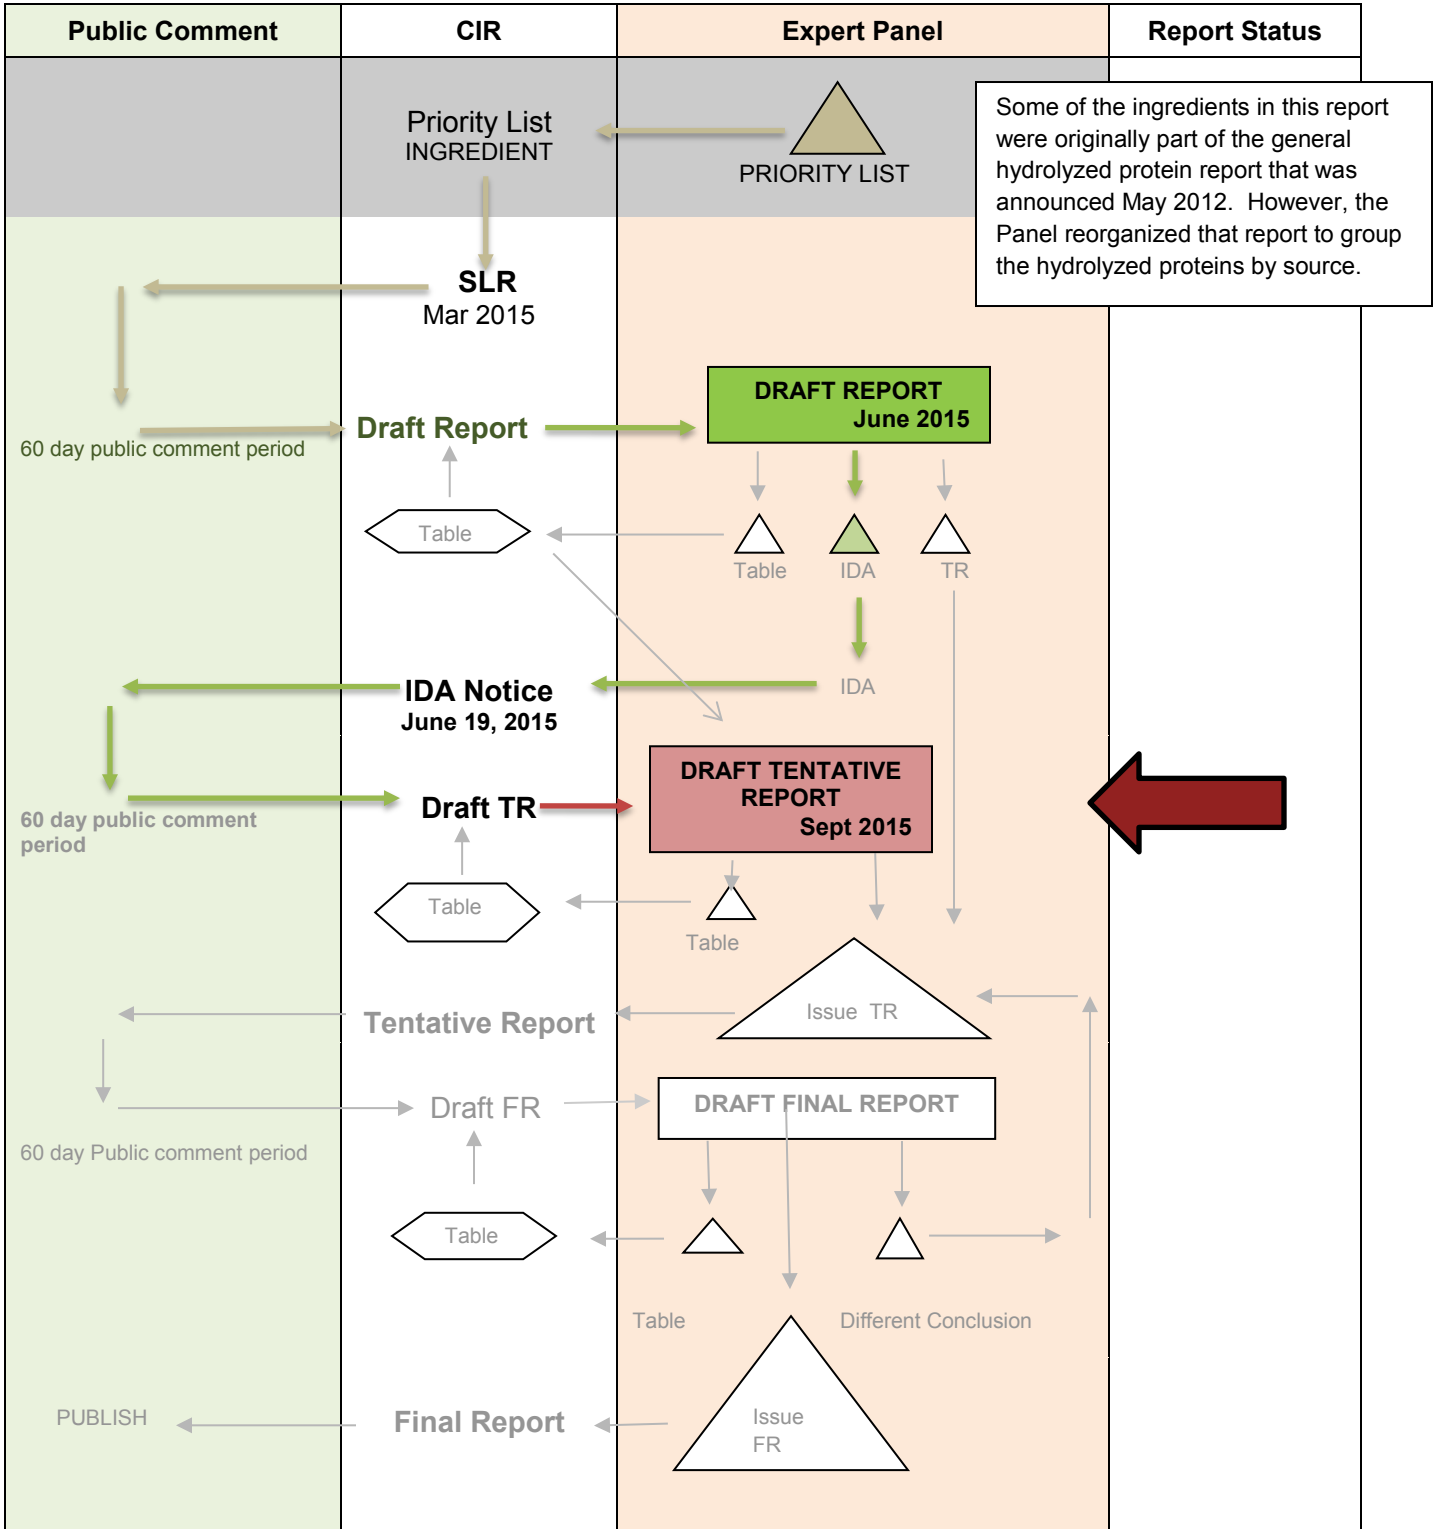 Public Comment
CIR
Expert Panel
Report Status
Priority List
INGREDIENT
PRIORITY LIST
Some of the ingredients in this report
were originally part of the general
hydrolyzed protein report that was
announced May 2012.  However, the
Panel reorganized that report to group
the hydrolyzed proteins by source.
SLR
Mar 2015
60 day public comment period
Draft Report
DRAFT REPORT
June 2015
Table
Table
IDA
TR
IDA Notice
June 19, 2015
IDA
60 day public comment
period
Draft TR
DRAFT TENTATIVE
REPORT
Sept 2015
Table
Table
Tentative Report
Issue  TR
60 day Public comment period
Draft FR
DRAFT FINAL REPORT
Table
Table
Different Conclusion
PUBLISH
Final Report
Issue
FR